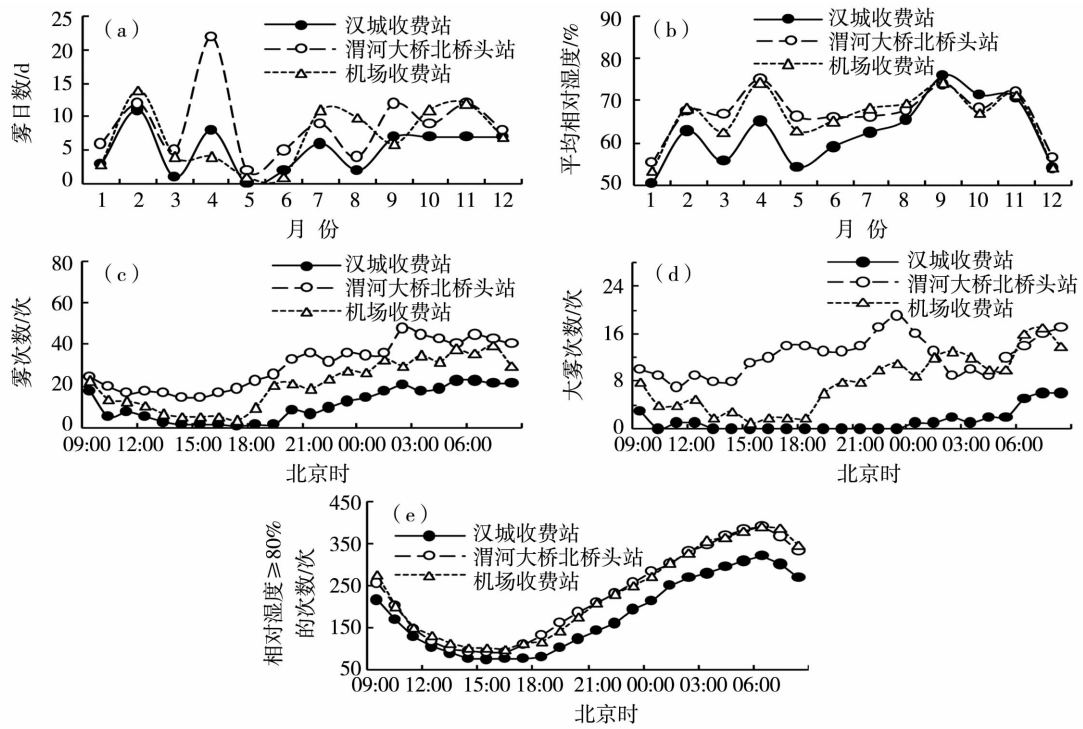 (a)
汉城收费站
渭河大桥北桥头站
机场收费站
雾日数/d
25
20
15
10
5
0
1 2 3 4 5 6 7 8 9 10 11 12
月 份
(b)
汉城收费站
渭河大桥北桥头站
机场收费站
平均相对湿度/%
90
80
70
60
50
1 2 3 4 5 6 7 8 9 10 11 12
月 份
(c)
汉城收费站
渭河大桥北桥头站
机场收费站
雾次数/次
80
60
40
20
0
09:00 12:00 15:00 18:00 21:00 00:00 03:00 06:00
北京时
(d)
汉城收费站
渭河大桥北桥头站
机场收费站
大雾次数/次
24
16
8
0
09:00 12:00 15:00 18:00 21:00 00:00 03:00 06:00
北京时
(e)
汉城收费站
渭河大桥北桥头站
机场收费站
相对湿度≥80%
的次数/次
450
350
250
150
50
09:00 12:00 15:00 18:00 21:00 00:00 03:00 06:00
北京时